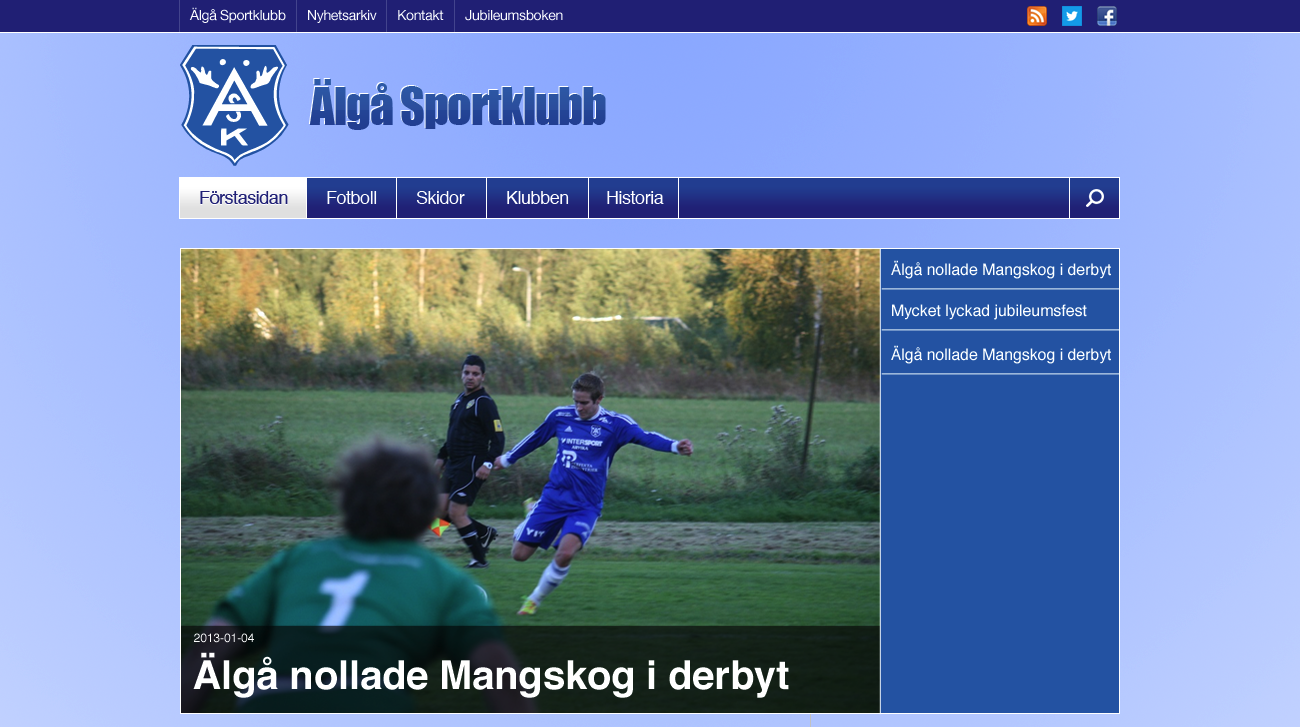 Älgå Sportklubb
Nyhetsarkiv
Kontakt
Jubileumsboken
ASK
Älgå Sportklubb
Förstasidan
Fotboll
Skidor
Klubben
Historia
Älgå nollade Mangskog i derbyt
Mycket lyckad jubileumsfest
Älgå nollade Mangskog i derbyt
INTERSPORT
1
2013-01-04
Älgå nollade Mangskog i derbyt